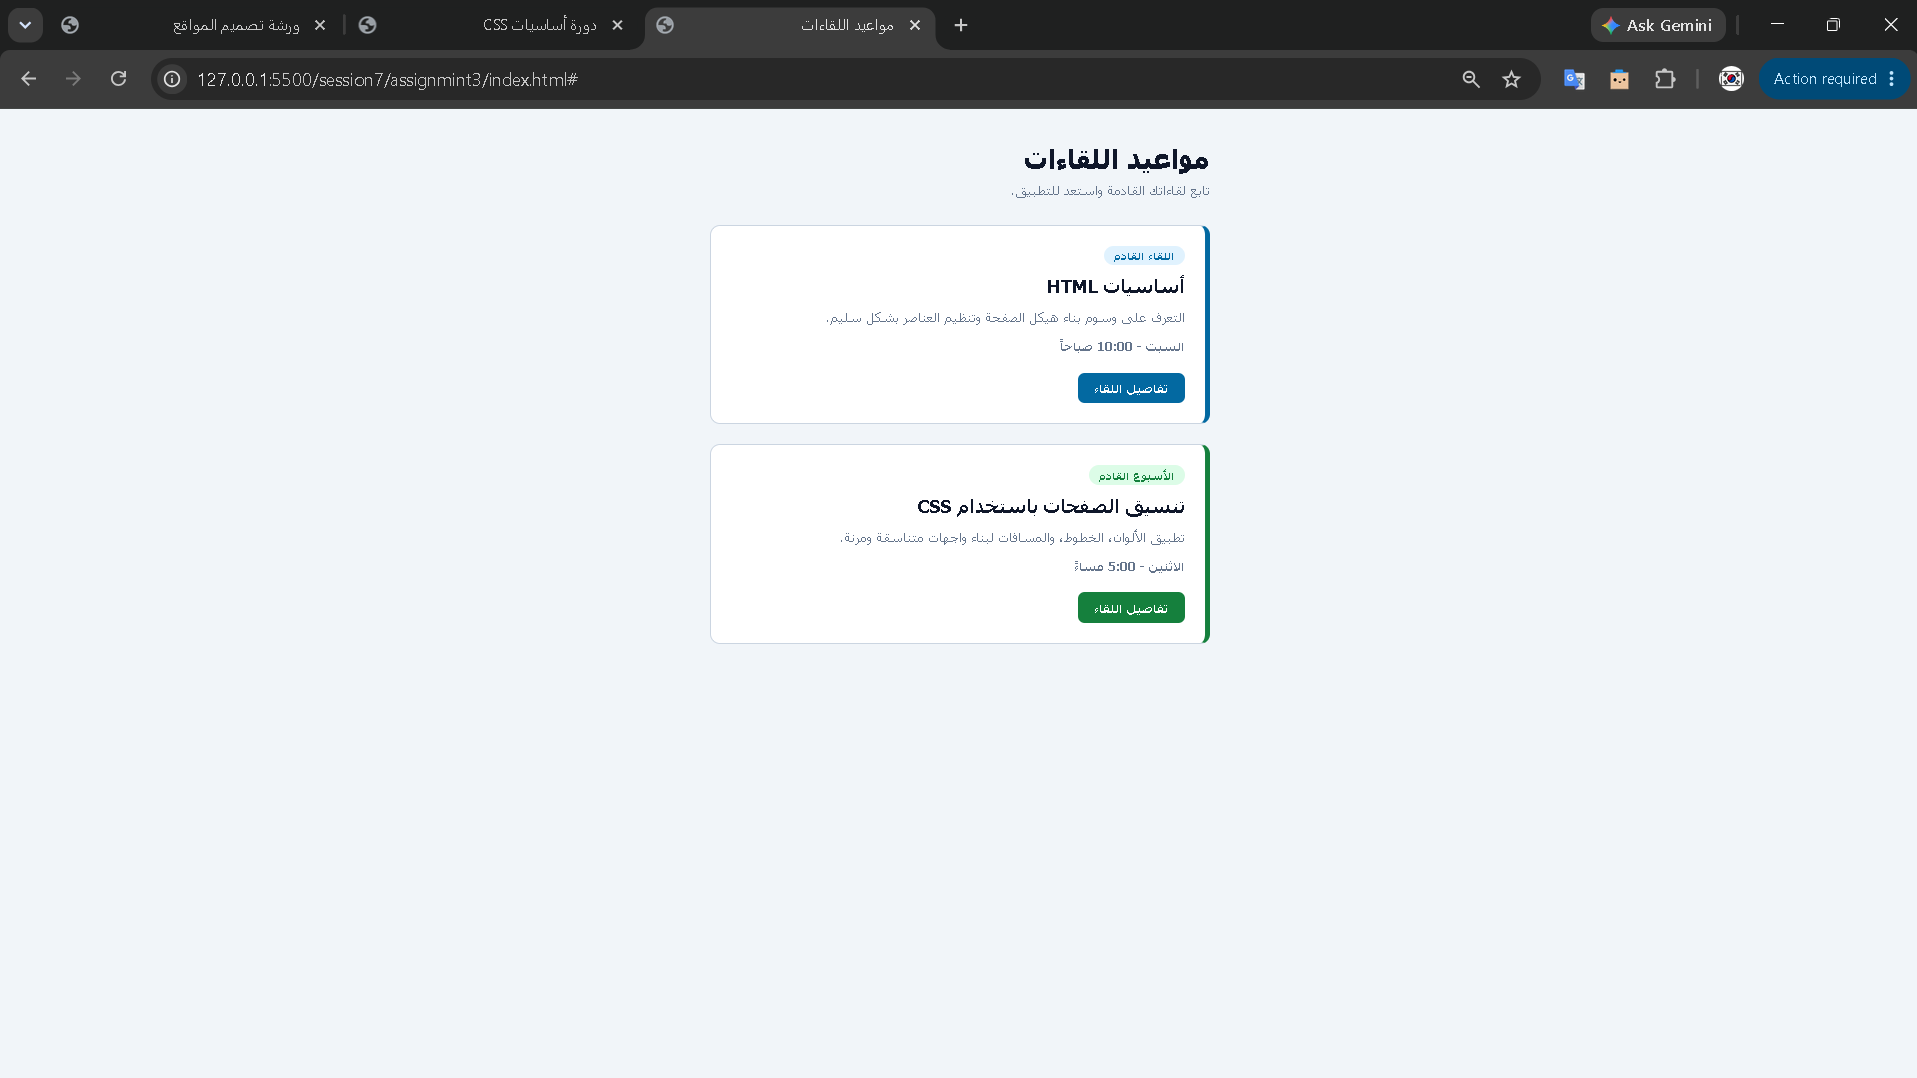 ورشة تصميم المواقع
دورة أساسيات CSS
مواعيد اللقاءات
Ask Gemini
127.0.0.1:5500/session7/assignmint3/index.html#
Action required
مواعيد اللقاءات
تابع لقاءاتك القادمة واستعد للتطبيق.
اللقاء القادم
أساسيات HTML
التعرف على وسوم بناء هيكل الصفحة وتنظيم العناصر بشكل سليم.
السبت - 10:00 صباحاً
تفاصيل اللقاء
الأسبوع القادم
تنسيق الصفحات باستخدام CSS
تطبيق الألوان، الخطوط، والمسافات لبناء واجهات متناسقة ومرنة.
الاثنين - 5:00 مساءً
تفاصيل اللقاء